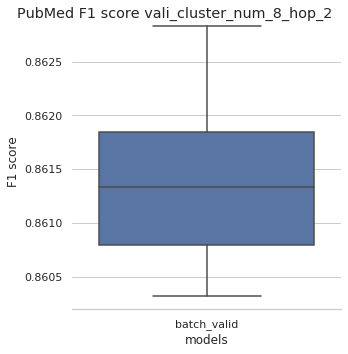 PubMed F1 score vali_cluster_num_8_hop_2
0.8625
0.8620
0.8615
0.8610
0.8605
F1 score
batch_valid
models